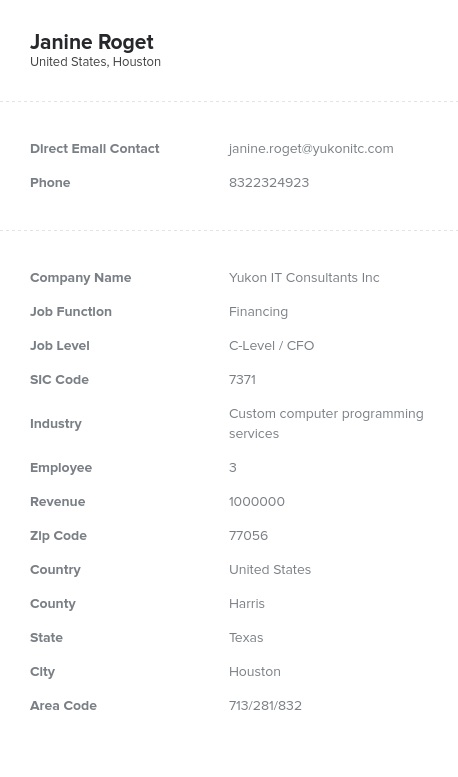 Janine Roget
United States, Houston
Direct Email Contact janine.roget@yukonitc.com
Phone 8322324923
Company Name Yukon IT Consultants Inc
Job Function Financing
Job Level C-Level / CFO
SIC Code 7371
Industry Custom computer programming
services
Employee 3
Revenue 1000000
Zip Code 77056
Country United States
County Harris
State Texas
City Houston
Area Code 713/281/832